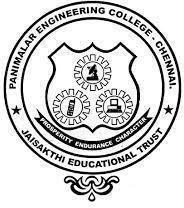 PANIMALAR ENGINEERING COLLEGE - CHENNAI.
PROSPERITY ENDURANCE CHARACTER
JAISAKTHI EDUCATIONAL TRUST